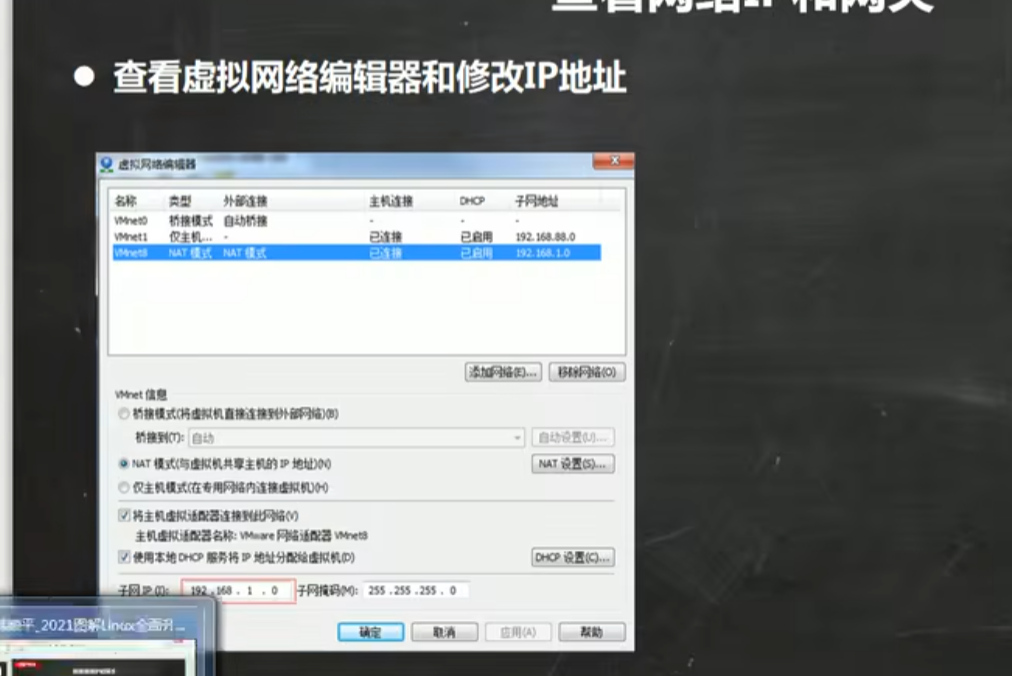 查看网络IP和网关
查看虚拟网络编辑器和修改IP地址
虚拟网络编辑器
名称 类型 外部连接 主机连接 DHCP 子网地址
VMnet0 桥接模式 自动桥接 - - -
VMnet1 仅主机... - 已连接 已启用 192.168.88.0
VMnet8 NAT 模式 NAT 模式 已连接 已启用 192.168.1.0
添加网络(E)... 移除网络(O)
VMnet 信息
桥接模式(将虚拟机直接连接到外部网络)(B)
桥接到(T): 自动 自动设置(U)...
NAT 模式(与虚拟机共享主机的 IP 地址)(N) NAT 设置(S)...
仅主机模式(在专用网络内连接虚拟机)(H)
将主机虚拟适配器连接到此网络(V)
主机虚拟适配器名称: VMware 网络适配器 VMnet8
使用本地 DHCP 服务将 IP 地址分配给虚拟机(D) DHCP 设置(C)...
子网 IP (I): 192 .168 . 1 . 0 子网掩码(M): 255 .255 .255 . 0
确定 取消 应用(A) 帮助
平_2021图解Linux全面升...